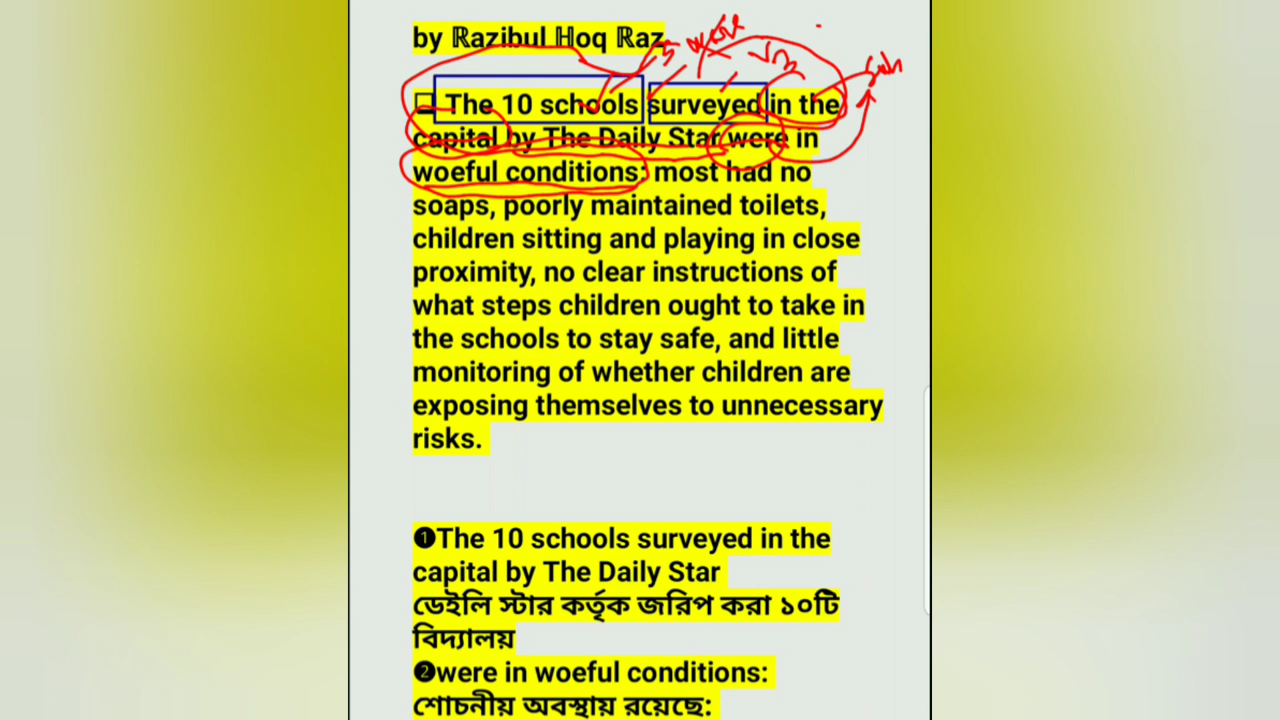 by ℝazibul ℍoq ℝaz
❏ The 10 schools surveyed in the
capital by The Daily Star were in
woeful conditions: most had no
soaps, poorly maintained toilets,
children sitting and playing in close
proximity, no clear instructions of
what steps children ought to take in
the schools to stay safe, and little
monitoring of whether children are
exposing themselves to unnecessary
risks.
❶The 10 schools surveyed in the
capital by The Daily Star
ডেইলি স্টার কর্তৃক জরিপ করা ১০টি
বিদ্যালয়
❷were in woeful conditions:
শোচনীয় অবস্থায় রয়েছে: